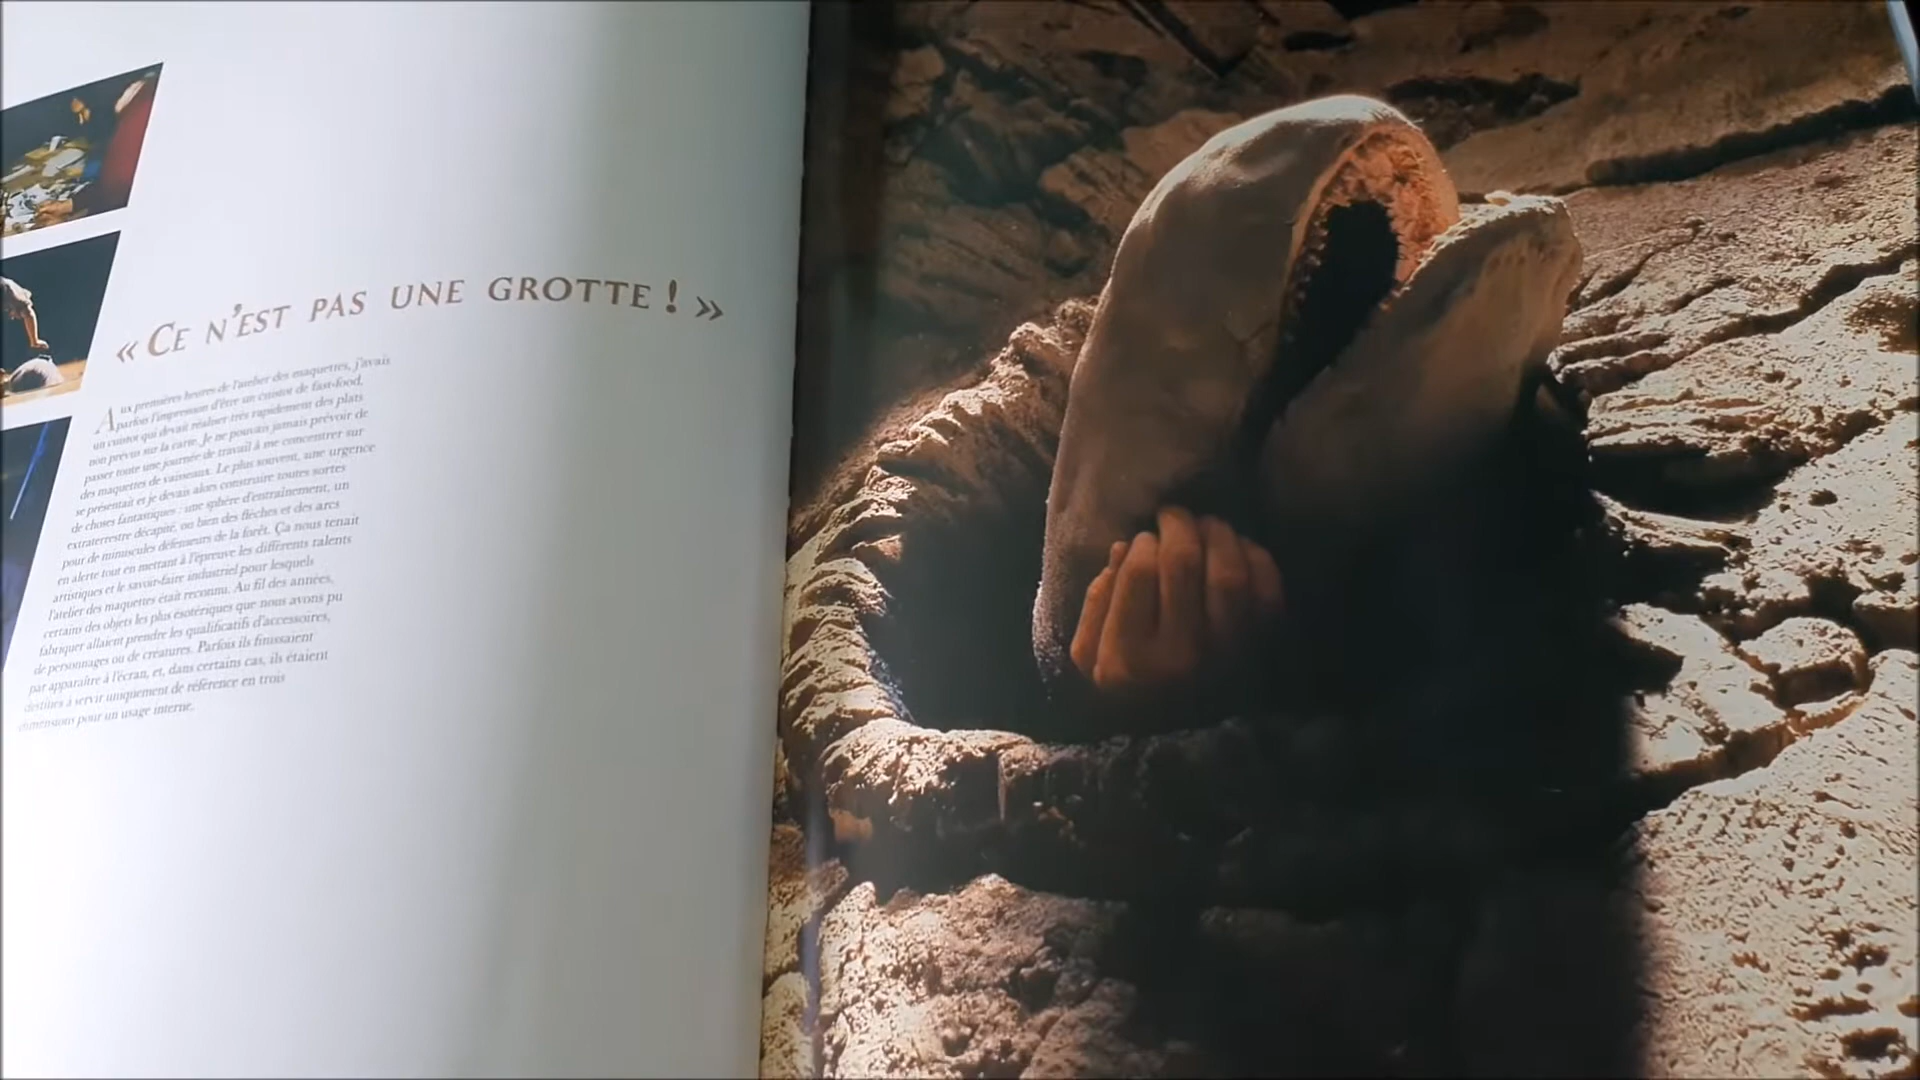 « Ce n'est pas une grotte ! »
Aux premières heures de l'atelier des maquettes, j'avais
parfois l'impression d'être un cuistot de fast-food,
un cuistot qui devait réaliser très rapidement des plats
non prévus sur la carte. Je ne pouvais jamais prévoir de
passer toute une journée de travail à me concentrer sur
des maquettes de vaisseaux. Le plus souvent, une urgence
se présentait et je devais alors construire toutes sortes
de choses fantastiques : une sphère d'entraînement, un
extraterrestre décapité, ou bien des flèches et des arcs
pour de minuscules défenseurs de la forêt. Ça nous tenait
en alerte tout en mettant à l'épreuve les différents talents
artistiques et le savoir-faire industriel pour lesquels
l'atelier des maquettes était reconnu. Au fil des années,
certains des objets les plus ésotériques que nous avons pu
fabriquer allaient prendre les qualificatifs d'accessoires,
de personnages ou de créatures. Parfois ils finissaient
par apparaître à l'écran, et, dans certains cas, ils étaient
destinés à servir uniquement de référence en trois
dimensions pour un usage interne.